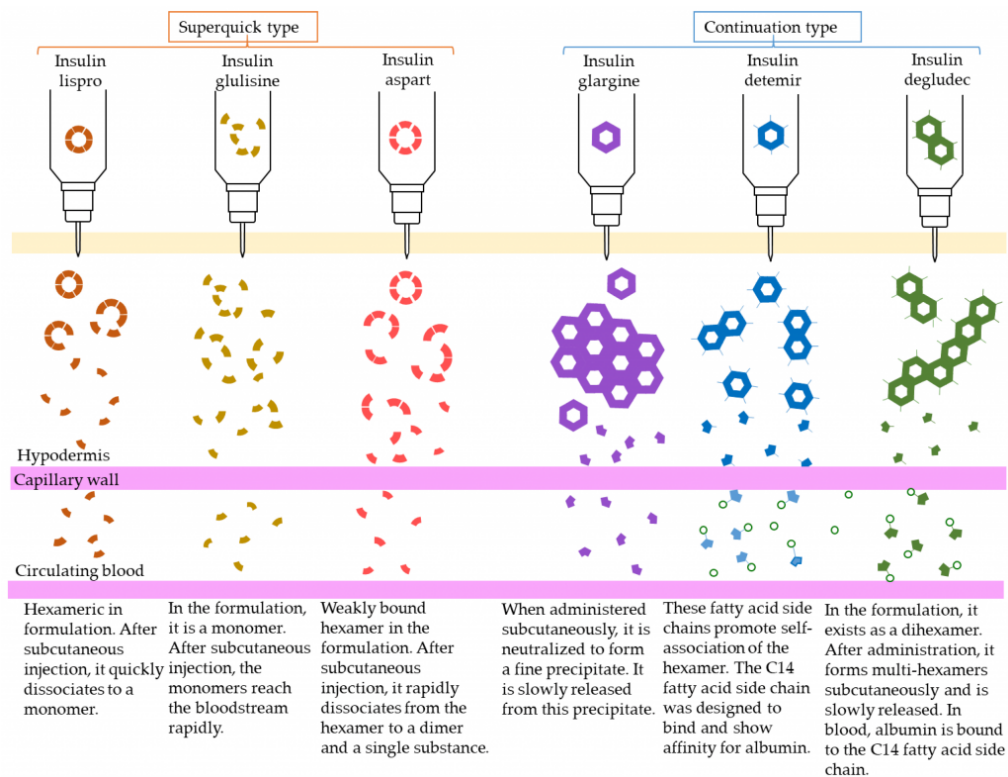 Superquick type
Continuation type
Insulin
lispro
Insulin
glulisine
Insulin
aspart
Insulin
glargine
Insulin
detemir
Insulin
degludec
Hypodermis
Capillary wall
Circulating blood
Hexameric in
formulation. After
subcutaneous
injection, it quickly
dissociates to a
monomer.
In the formulation,
it is a monomer.
After subcutaneous
injection, the
monomers reach
the bloodstream
rapidly.
Weakly bound
hexamer in the
formulation. After
subcutaneous
injection, it rapidly
dissociates from the
hexamer to a dimer
and a single substance.
When administered
subcutaneously, it is
neutralized to form
a fine precipitate. It
is slowly released
from this precipitate.
These fatty acid side
chains promote self-
association of the
hexamer. The C14
fatty acid side chain
was designed to
bind and show
affinity for albumin.
In the formulation, it
exists as a dihexamer.
After administration, it
forms multi-hexamers
subcutaneously and is
slowly released. In
blood, albumin is bound
to the C14 fatty acid side
chain.